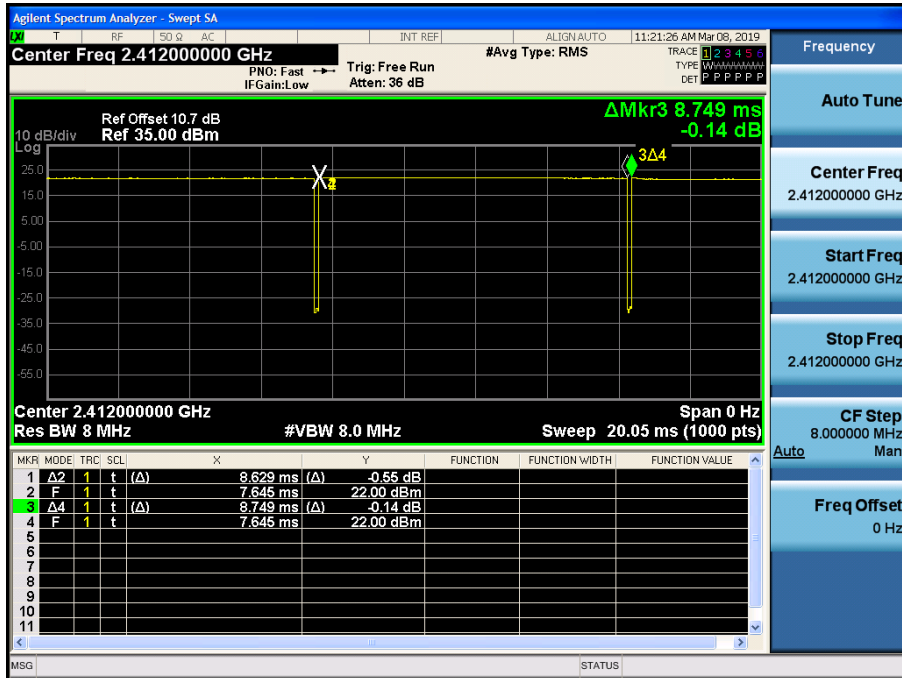 Agilent Spectrum Analyzer - Swept SA
LXI T RF 50 Ω AC INT REF ALIGN AUTO 11:21:26 AM Mar 08, 2019
Center Freq 2.412000000 GHz #Avg Type: RMS TRACE 1 2 3 4 5 6
PNO: Fast Trig: Free Run TYPE WWWWWW
IFGain:Low Atten: 36 dB DET P P P P P P
ΔMkr3 8.749 ms
-0.14 dB
Ref Offset 10.7 dB
10 dB/div Ref 35.00 dBm
Log
25.0
15.0
5.00
-5.00
-15.0
-25.0
-35.0
-45.0
-55.0
X 2
3Δ4
Center 2.412000000 GHz Span 0 Hz
Res BW 8 MHz #VBW 8.0 MHz Sweep 20.05 ms (1000 pts)
MKR MODE TRC SCL X Y FUNCTION FUNCTION WIDTH FUNCTION VALUE
1 Δ2 1 t (Δ) 8.629 ms (Δ) -0.55 dB
2 F 1 t 7.645 ms 22.00 dBm
3 Δ4 1 t (Δ) 8.749 ms (Δ) -0.14 dB
4 F 1 t 7.645 ms 22.00 dBm
5
6
7
8
9
10
11
MSG STATUS
Frequency
Auto Tune
Center Freq
2.412000000 GHz
Start Freq
2.412000000 GHz
Stop Freq
2.412000000 GHz
CF Step
8.000000 MHz
Auto Man
Freq Offset
0 Hz